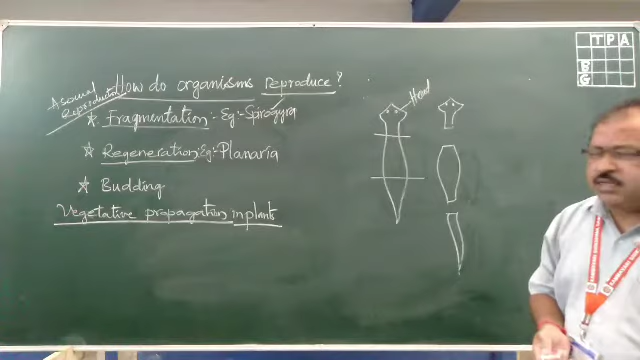 How do organisms reproduce?
Asexual
Reproduction
* Fragmentation:- Eg:- Spirogyra
* Regeneration:- Eg:- Planaria
* Budding
Vegetative propagation in plants
Head
T P A
B
G